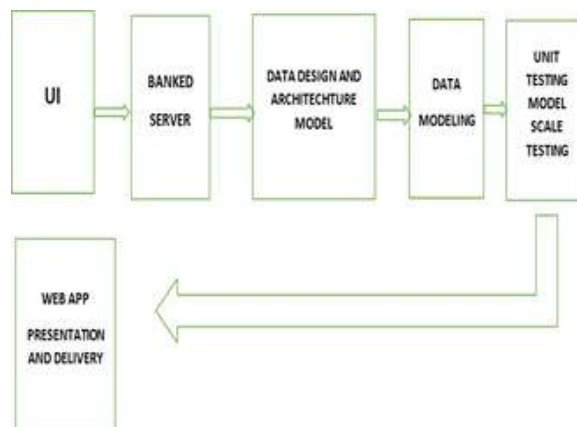 UI
BANKED
SERVER
DATA DESIGN AND
ARCHITECHTURE
MODEL
DATA
MODELING
UNIT
TESTING
MODEL
SCALE
TESTING
WEB APP
PRESENTATION
AND DELIVERY